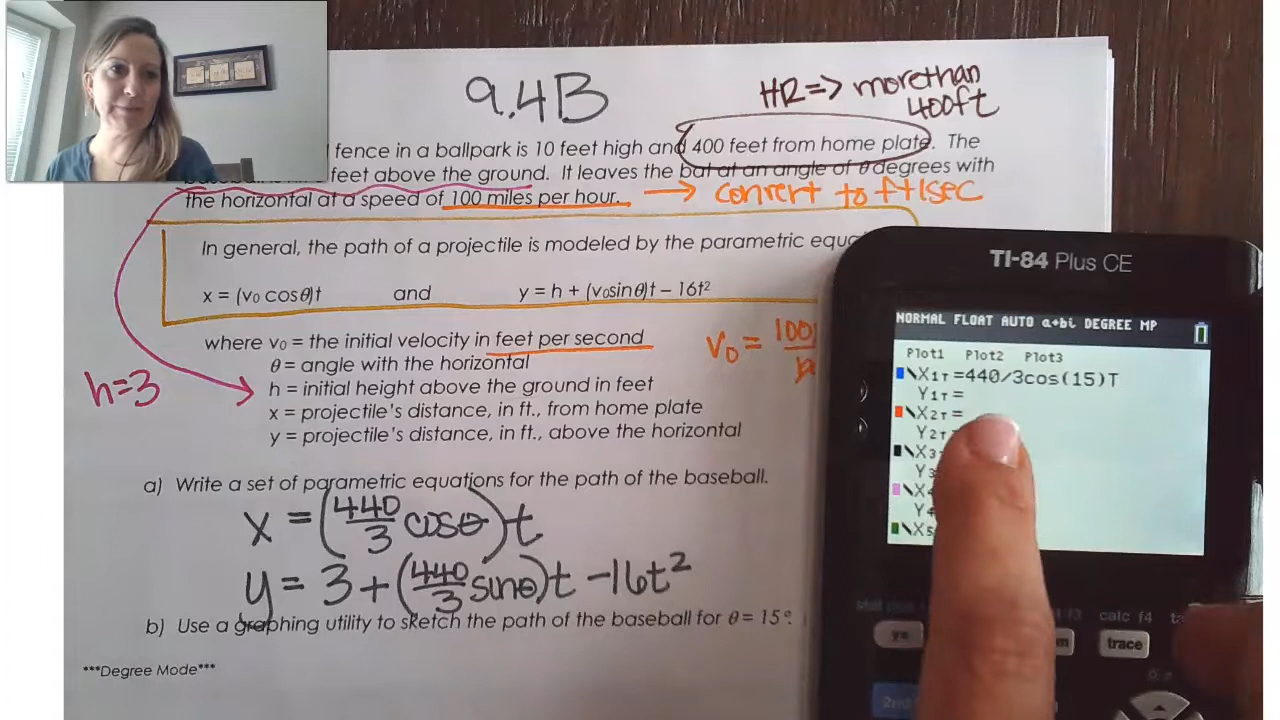 9.4B
HR => more than
400ft
fence in a ballpark is 10 feet high and 400 feet from home plate. The
feet above the ground. It leaves the bat at an angle of θ degrees with
the horizontal at a speed of 100 miles per hour. → convert to ft/sec
In general, the path of a projectile is modeled by the parametric
x = (v₀ cosθ)t and y = h + (v₀sinθ)t – 16t²
where v₀ = the initial velocity in feet per second
θ = angle with the horizontal
h = initial height above the ground in feet
x = projectile's distance, in ft., from home plate
y = projectile's distance, in ft., above the horizontal
h=3
v₀ = 100
a) Write a set of parametric equations for the path of the baseball.
x = (440/3 cosθ)t
y = 3 + (440/3 sinθ)t - 16t²
b) Use a graphing utility to sketch the path of the baseball for θ = 15°.
***Degree Mode***
TI-84 Plus CE
NORMAL FLOAT AUTO a+bi DEGREE MP
Plot1 Plot2 Plot3
\X1T=440/3cos(15)T
Y1T=
\X2T=
Y2T=
\X3
Y3
\X
Y4
\X5
calc f4
trace